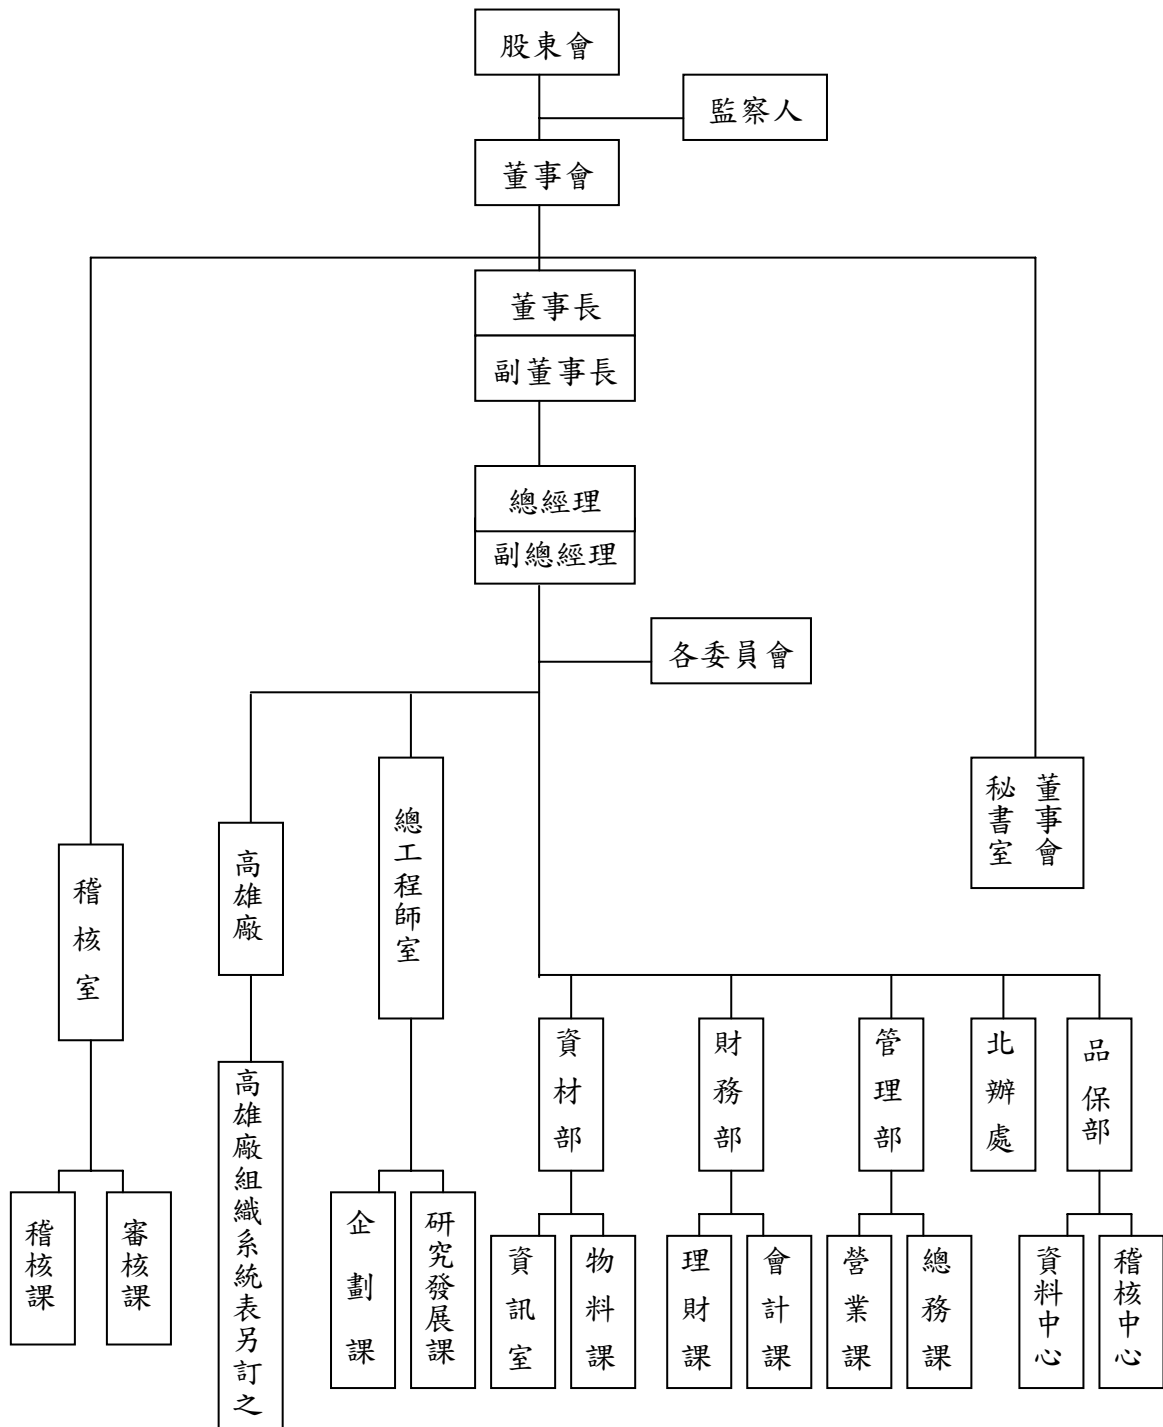 股東會
監察人
董事會
董事長
副董事長
總經理
副總經理
各委員會
董事會
秘書室
總工程師室
高雄廠
稽核室
資材部
財務部
管理部
北辦處
品保部
高雄廠組織系統表另訂之
稽核課
審核課
企劃課
研究發展課
資訊室
物料課
理財課
會計課
營業課
總務課
資料中心
稽核中心